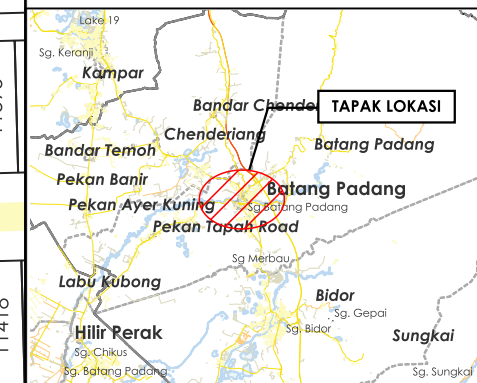 Lake 19
Sg. Keranji
Kampar
Bandar Chende
TAPAK LOKASI
Chenderiang
Batang Padang
Bandar Temoh
Pekan Banir
Batang Padang
Pekan Ayer Kuning
Sg Batang Padang
Pekan Tapah Road
Sg Merbau
Labu Kubong
Bidor
Sg. Gepai
Hilir Perak
Sg. Bidor
Sungkai
Sg. Chikus
Sg. Batang Padang
Sg. Sungkai